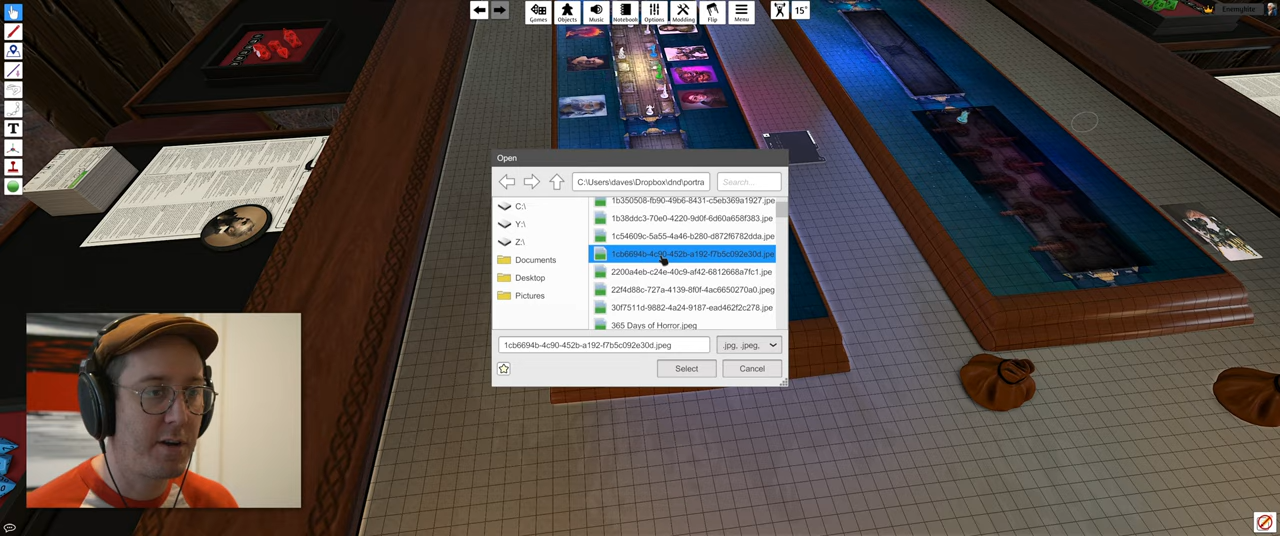 Games
Objects
Music
Notebook
Options
Modding
Flip
Menu
15°
Enemyhite
Open
C:\Users\daves\Dropbox\dnd\portra
Search...
C:\
Y:\
Z:\
Documents
Desktop
Pictures
1b350508-fb90-49b6-8431-c5eb369a1927.jpe
1b38ddc3-70e0-4220-9d0f-6d60a658f383.jpe
1c54609c-5a55-4a46-b280-d872f6782dda.jpe
1cb6694b-4c90-452b-a192-f7b5c092e30d.jpe
2200a4eb-c24e-40c9-af42-6812668a7fc1.jpe
22f4d88c-727a-4139-8f0f-4ac6650270a0.jpeg
30f7511d-9882-4a24-9187-ead462f2c278.jpe
365 Days of Horror.jpeg
1cb6694b-4c90-452b-a192-f7b5c092e30d.jpeg
.jpg, .jpeg,
Select
Cancel